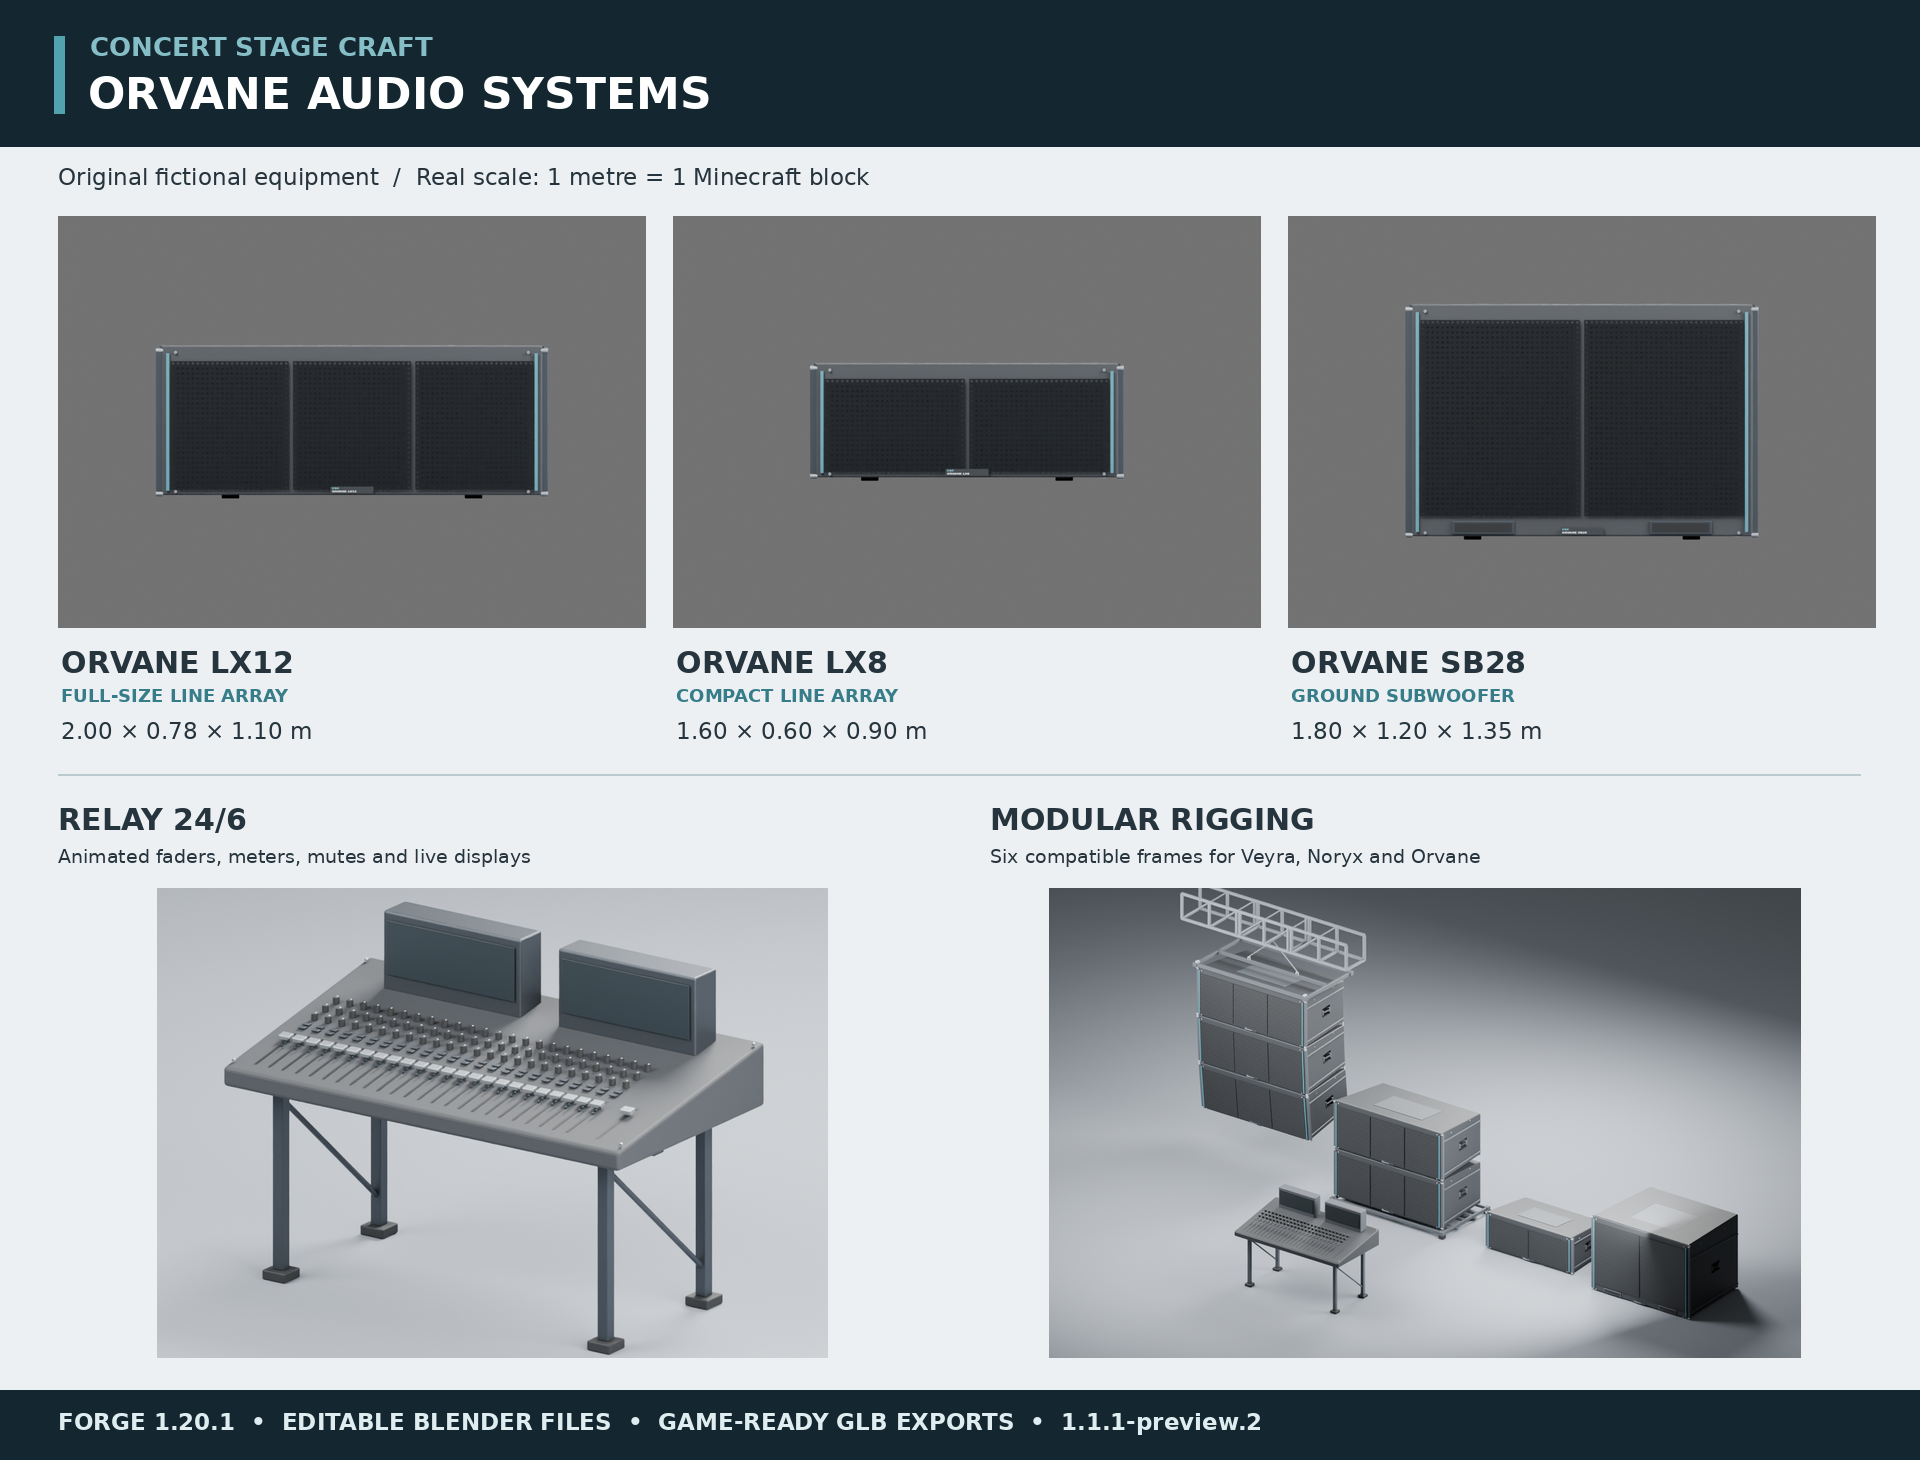 CONCERT STAGE CRAFT
ORVANE AUDIO SYSTEMS
Original fictional equipment / Real scale: 1 metre = 1 Minecraft block
ORVANE LX12
FULL-SIZE LINE ARRAY
2.00 × 0.78 × 1.10 m
ORVANE LX8
COMPACT LINE ARRAY
1.60 × 0.60 × 0.90 m
ORVANE SB28
GROUND SUBWOOFER
1.80 × 1.20 × 1.35 m
RELAY 24/6
Animated faders, meters, mutes and live displays
MODULAR RIGGING
Six compatible frames for Veyra, Noryx and Orvane
FORGE 1.20.1 • EDITABLE BLENDER FILES • GAME-READY GLB EXPORTS • 1.1.1-preview.2